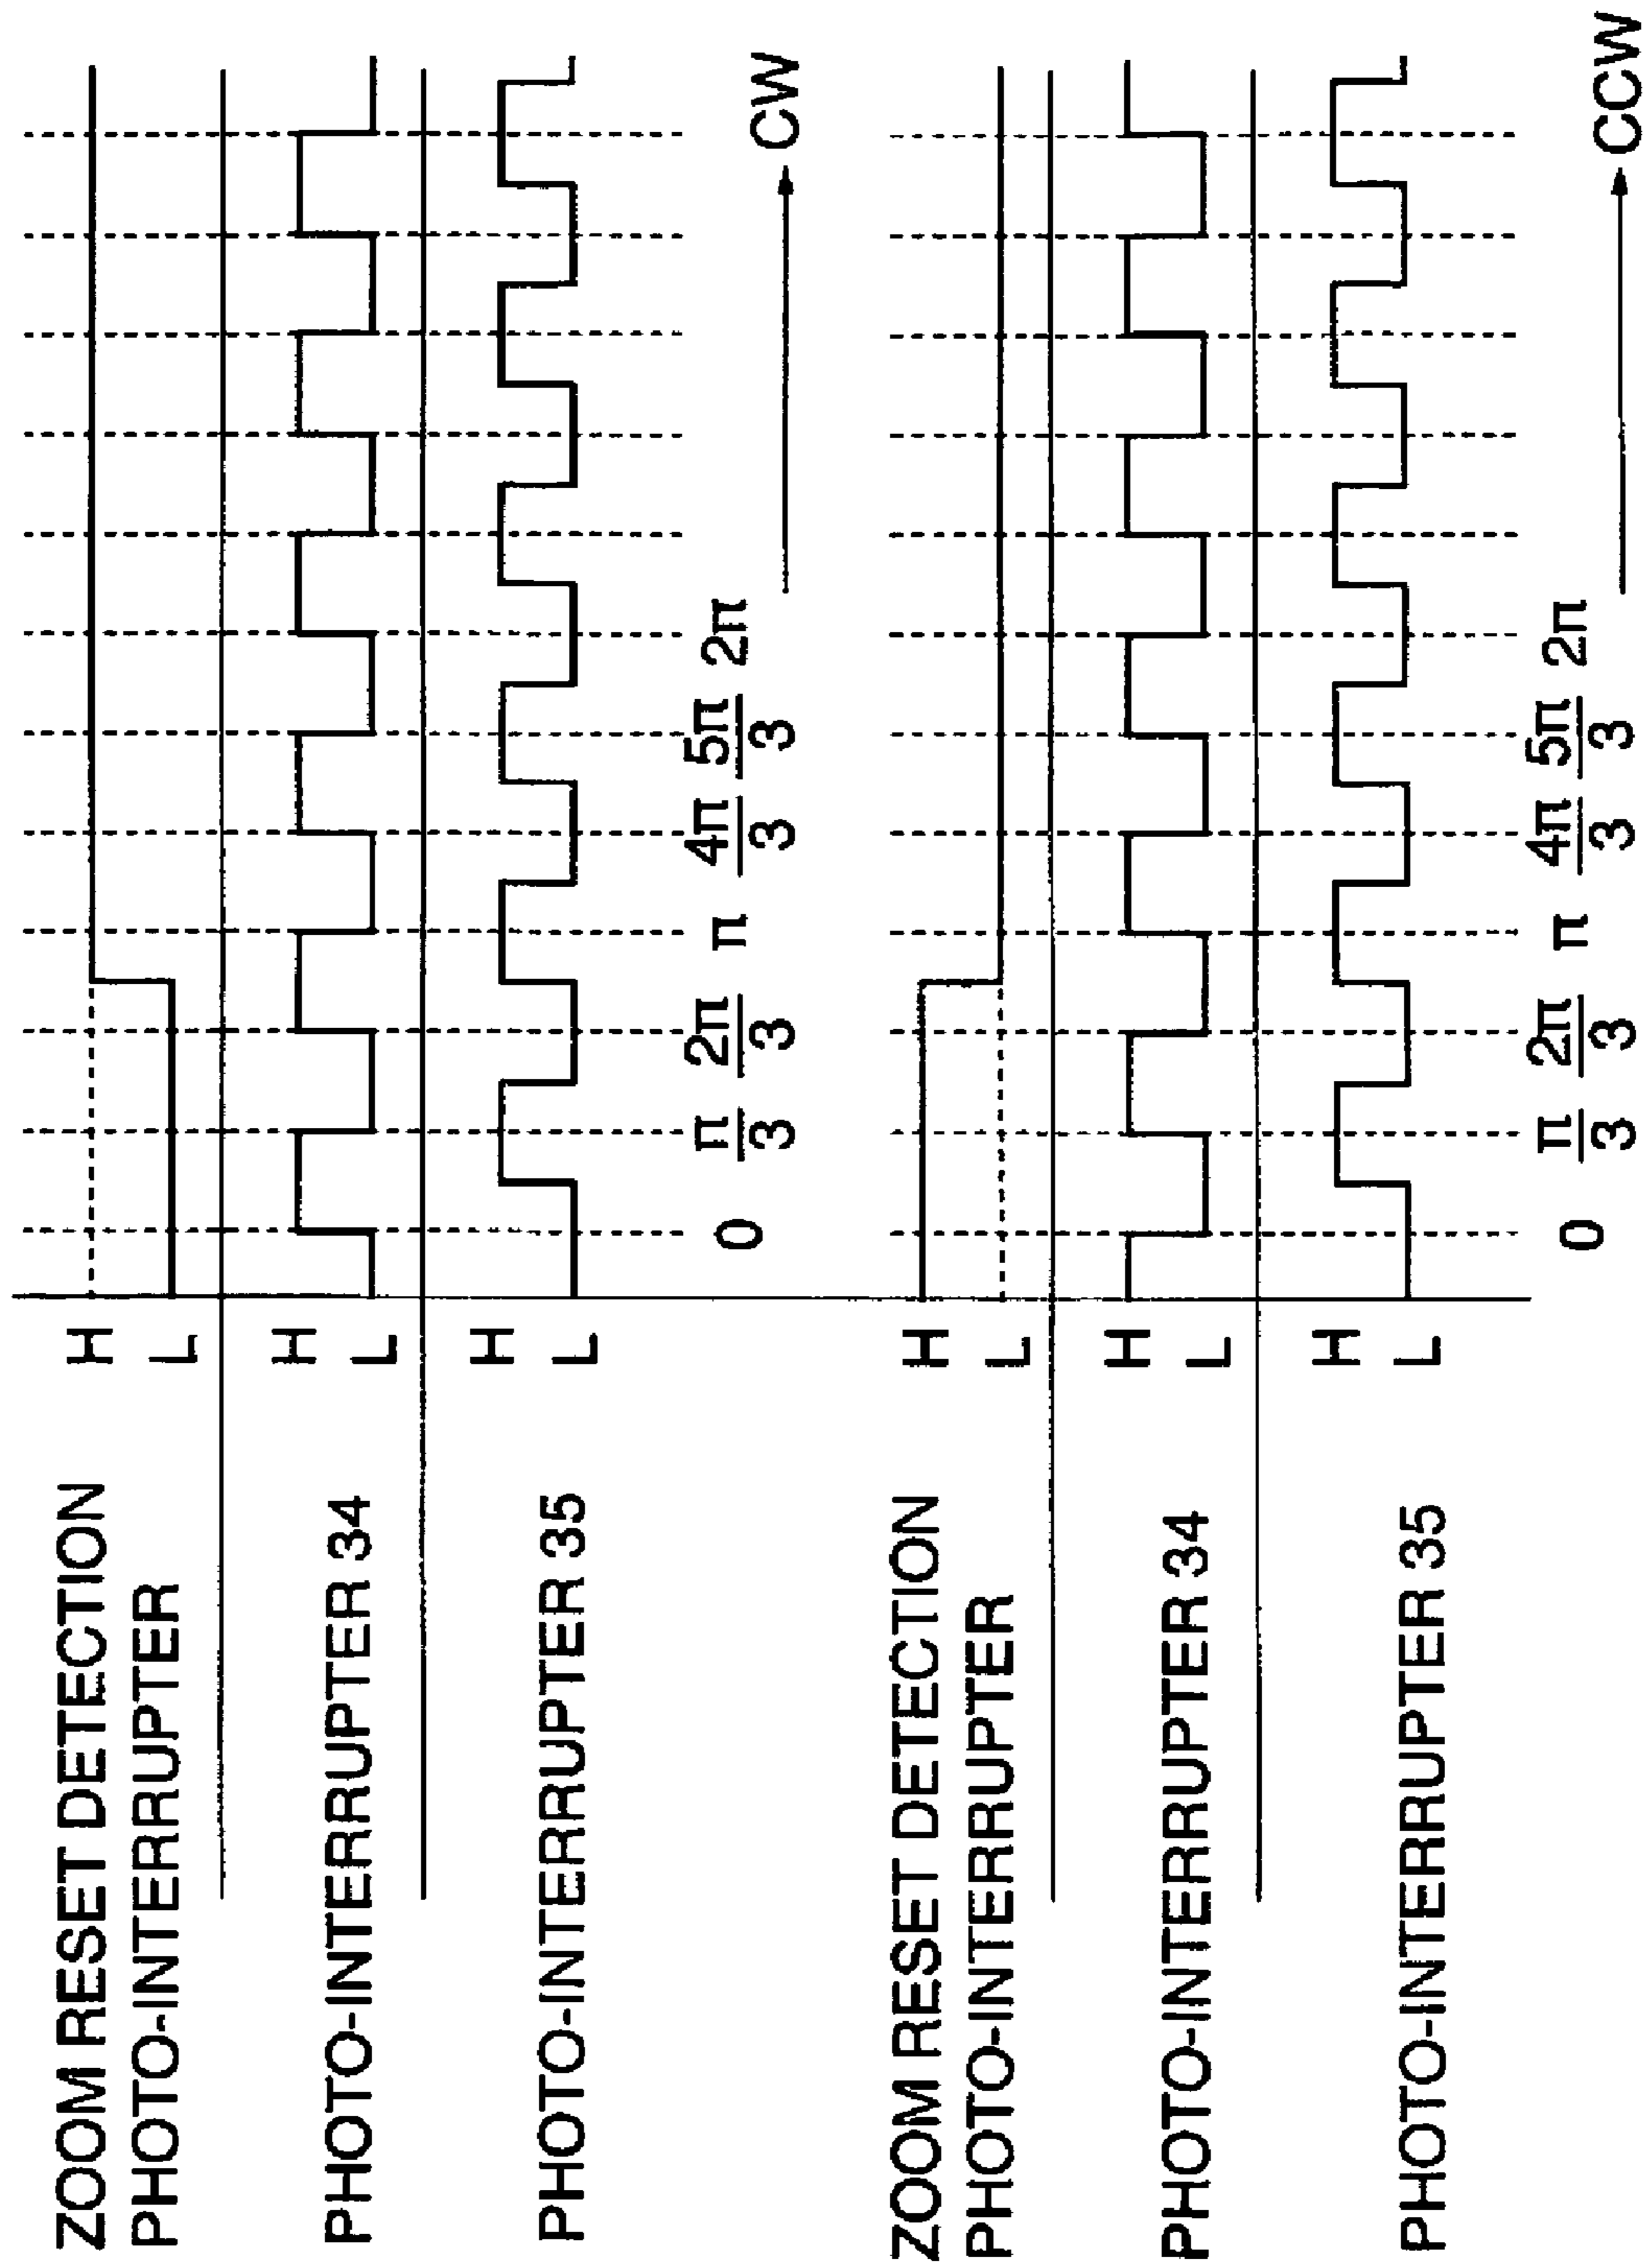 ZOOM RESET DETECTION
PHOTO-INTERRUPTER
H
L
PHOTO-INTERRUPTER 34
H
L
PHOTO-INTERRUPTER 35
H
L
0 π/3 2π/3 π 4π/3 5π/3 2π CW
ZOOM RESET DETECTION
PHOTO-INTERRUPTER
H
L
PHOTO-INTERRUPTER 34
H
L
PHOTO-INTERRUPTER 35
H
L
0 π/3 2π/3 π 4π/3 5π/3 2π CCW